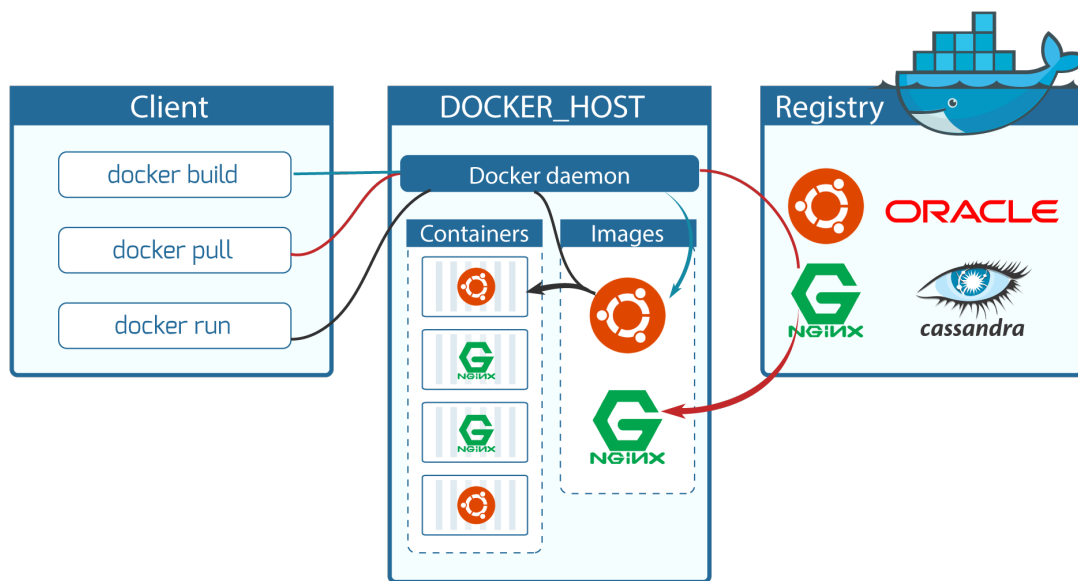 Client
docker build
docker pull
docker run
DOCKER_HOST
Docker daemon
Containers
NGiNX
NGiNX
Images
NGiNX
Registry
ORACLE
NGiNX
cassandra